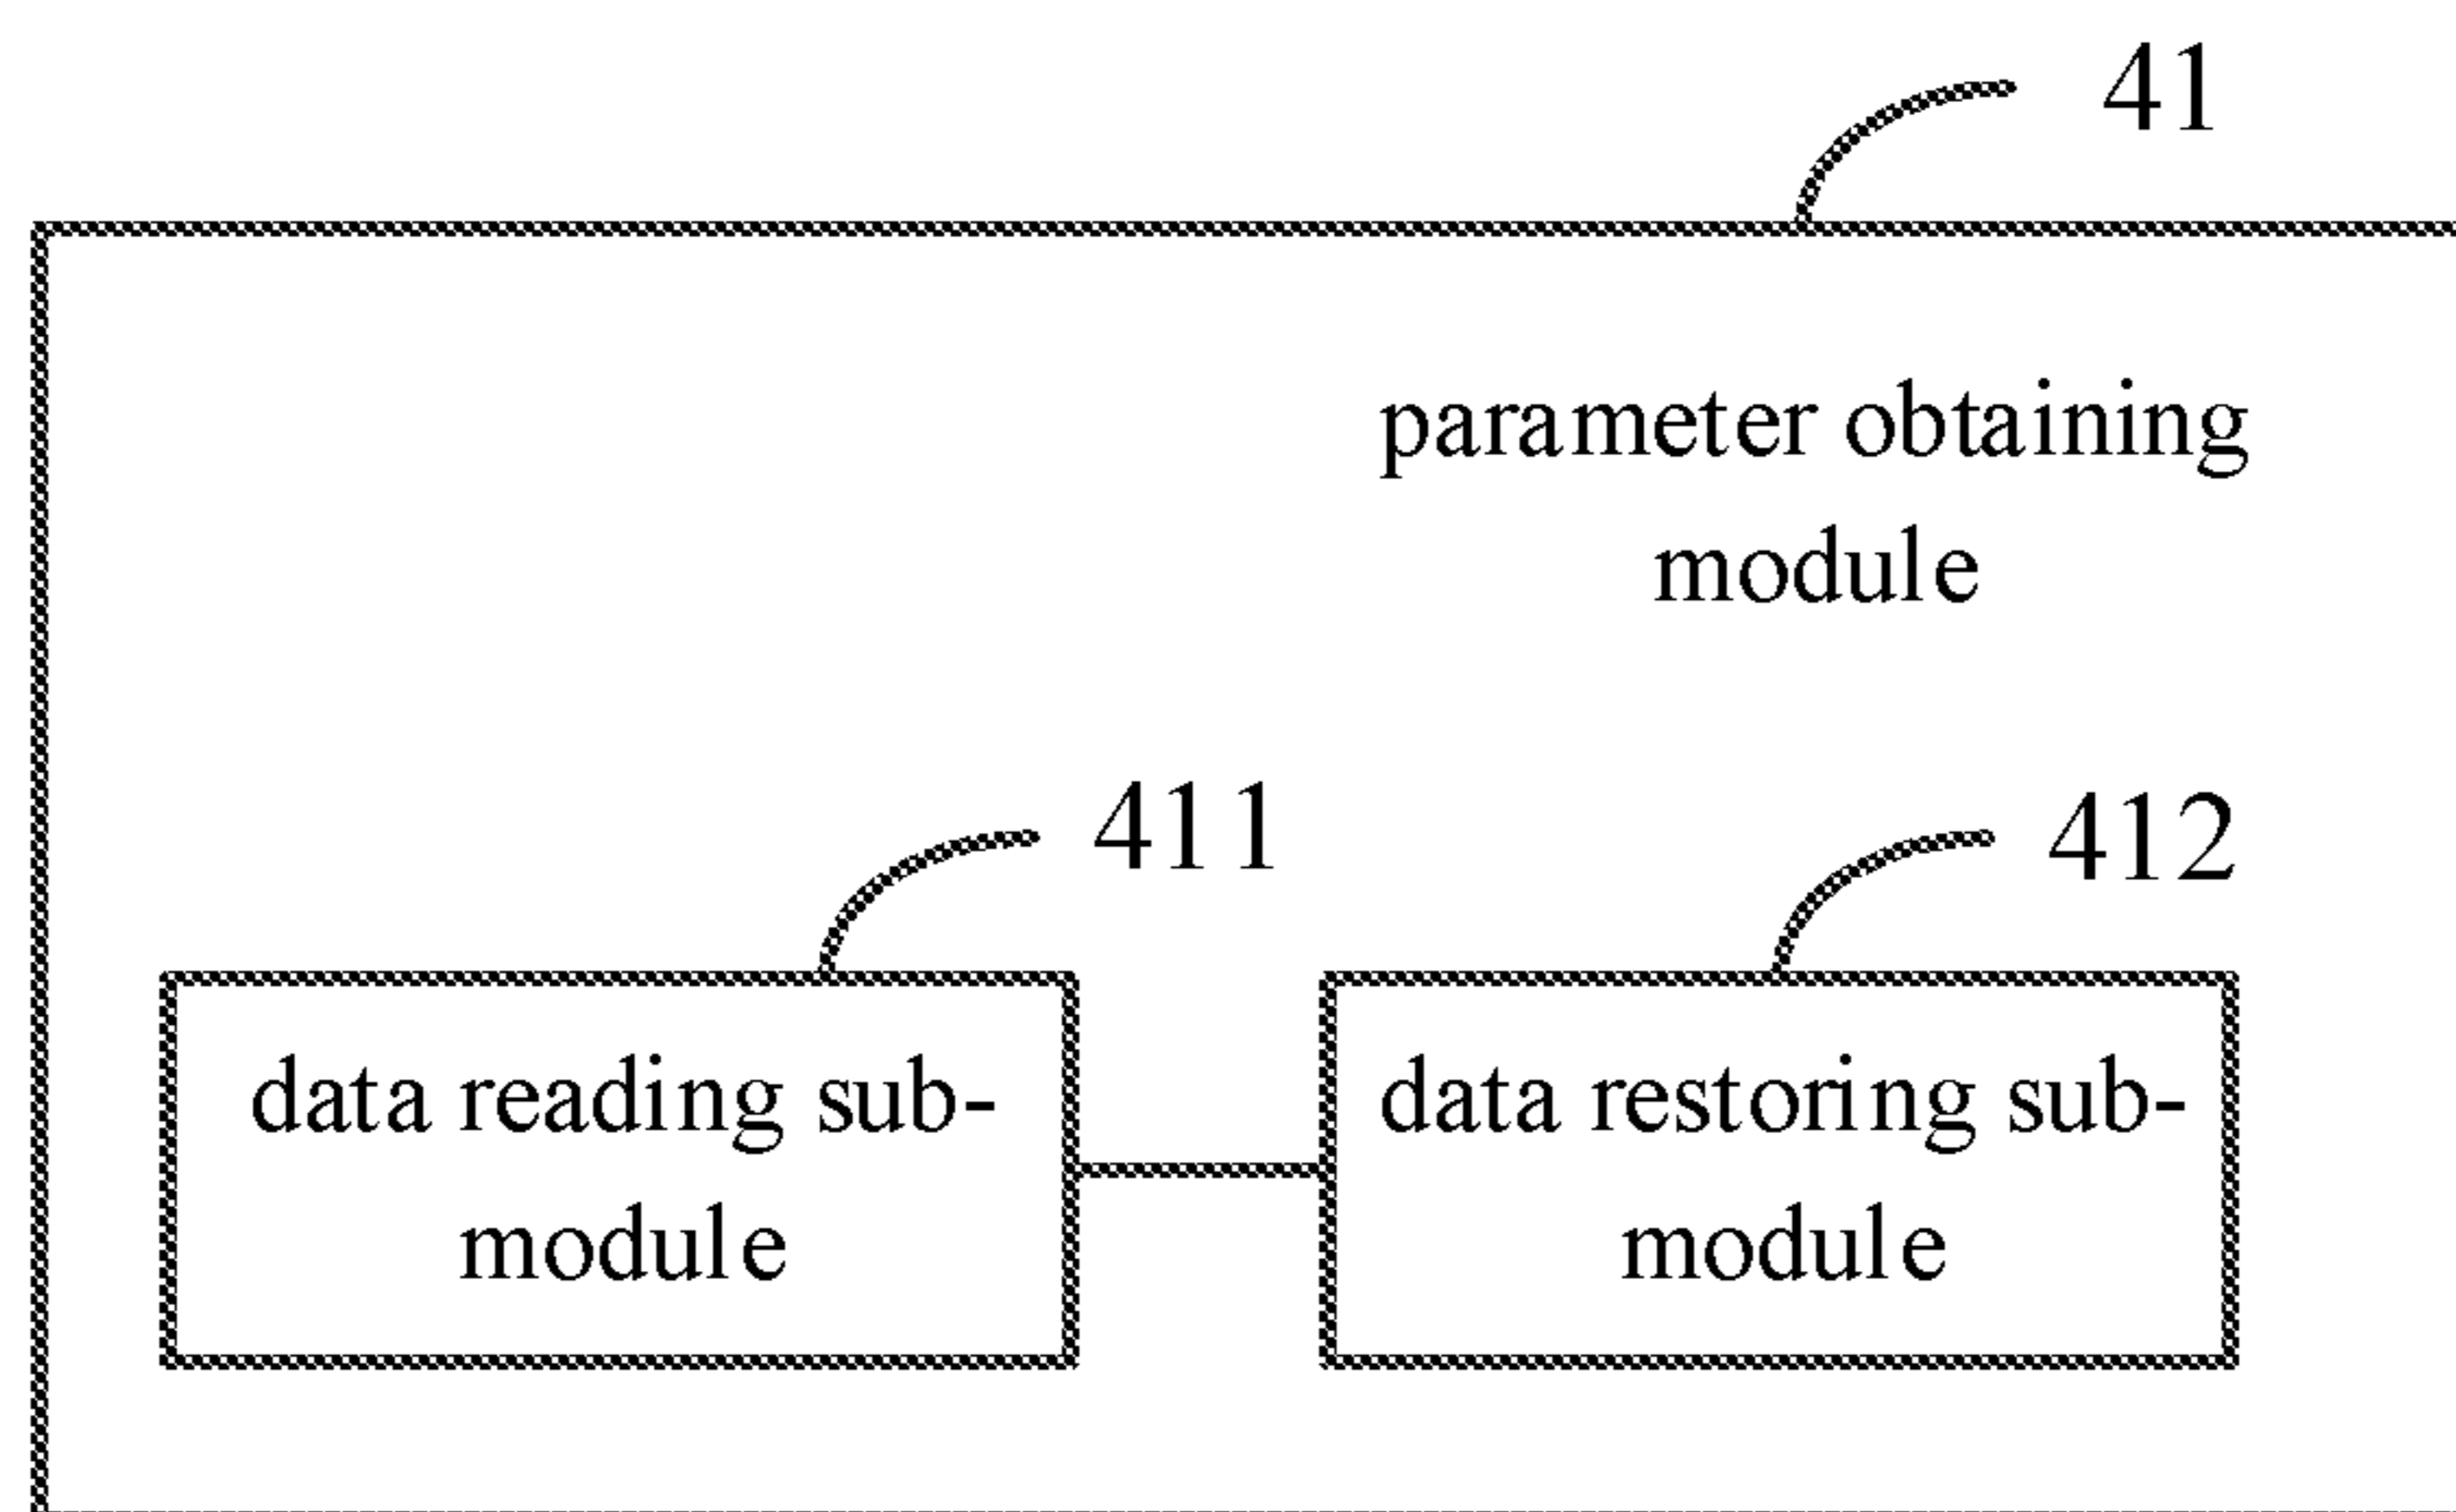 41
parameter obtaining
module
411
412
data reading sub-
module
data restoring sub-
module